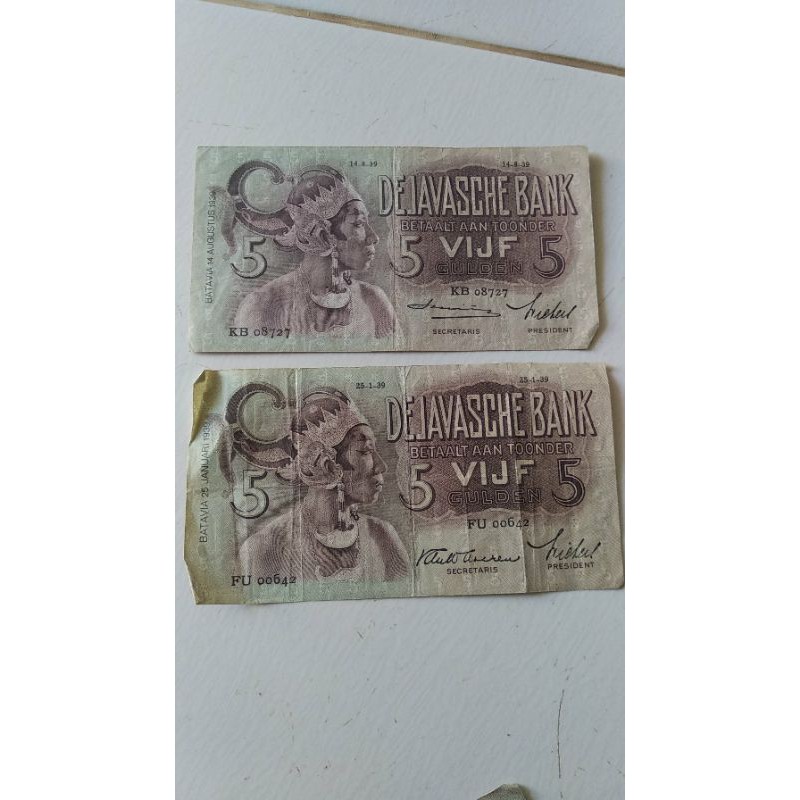 14-8-39 14-8-39
DE JAVASCHE BANK
BETAALT AAN TOONDER
VIJF
5 5 GULDEN 5
KB 08727
KB 08727
SECRETARIS PRESIDENT
BATAVIA 14 AUGUSTUS 1939
25-1-39 25-1-39
DE JAVASCHE BANK
BETAALT AAN TOONDER
VIJF
5 5 GULDEN 5
FU 00642
FU 00642
SECRETARIS PRESIDENT
BATAVIA 25 JANUARI 1939